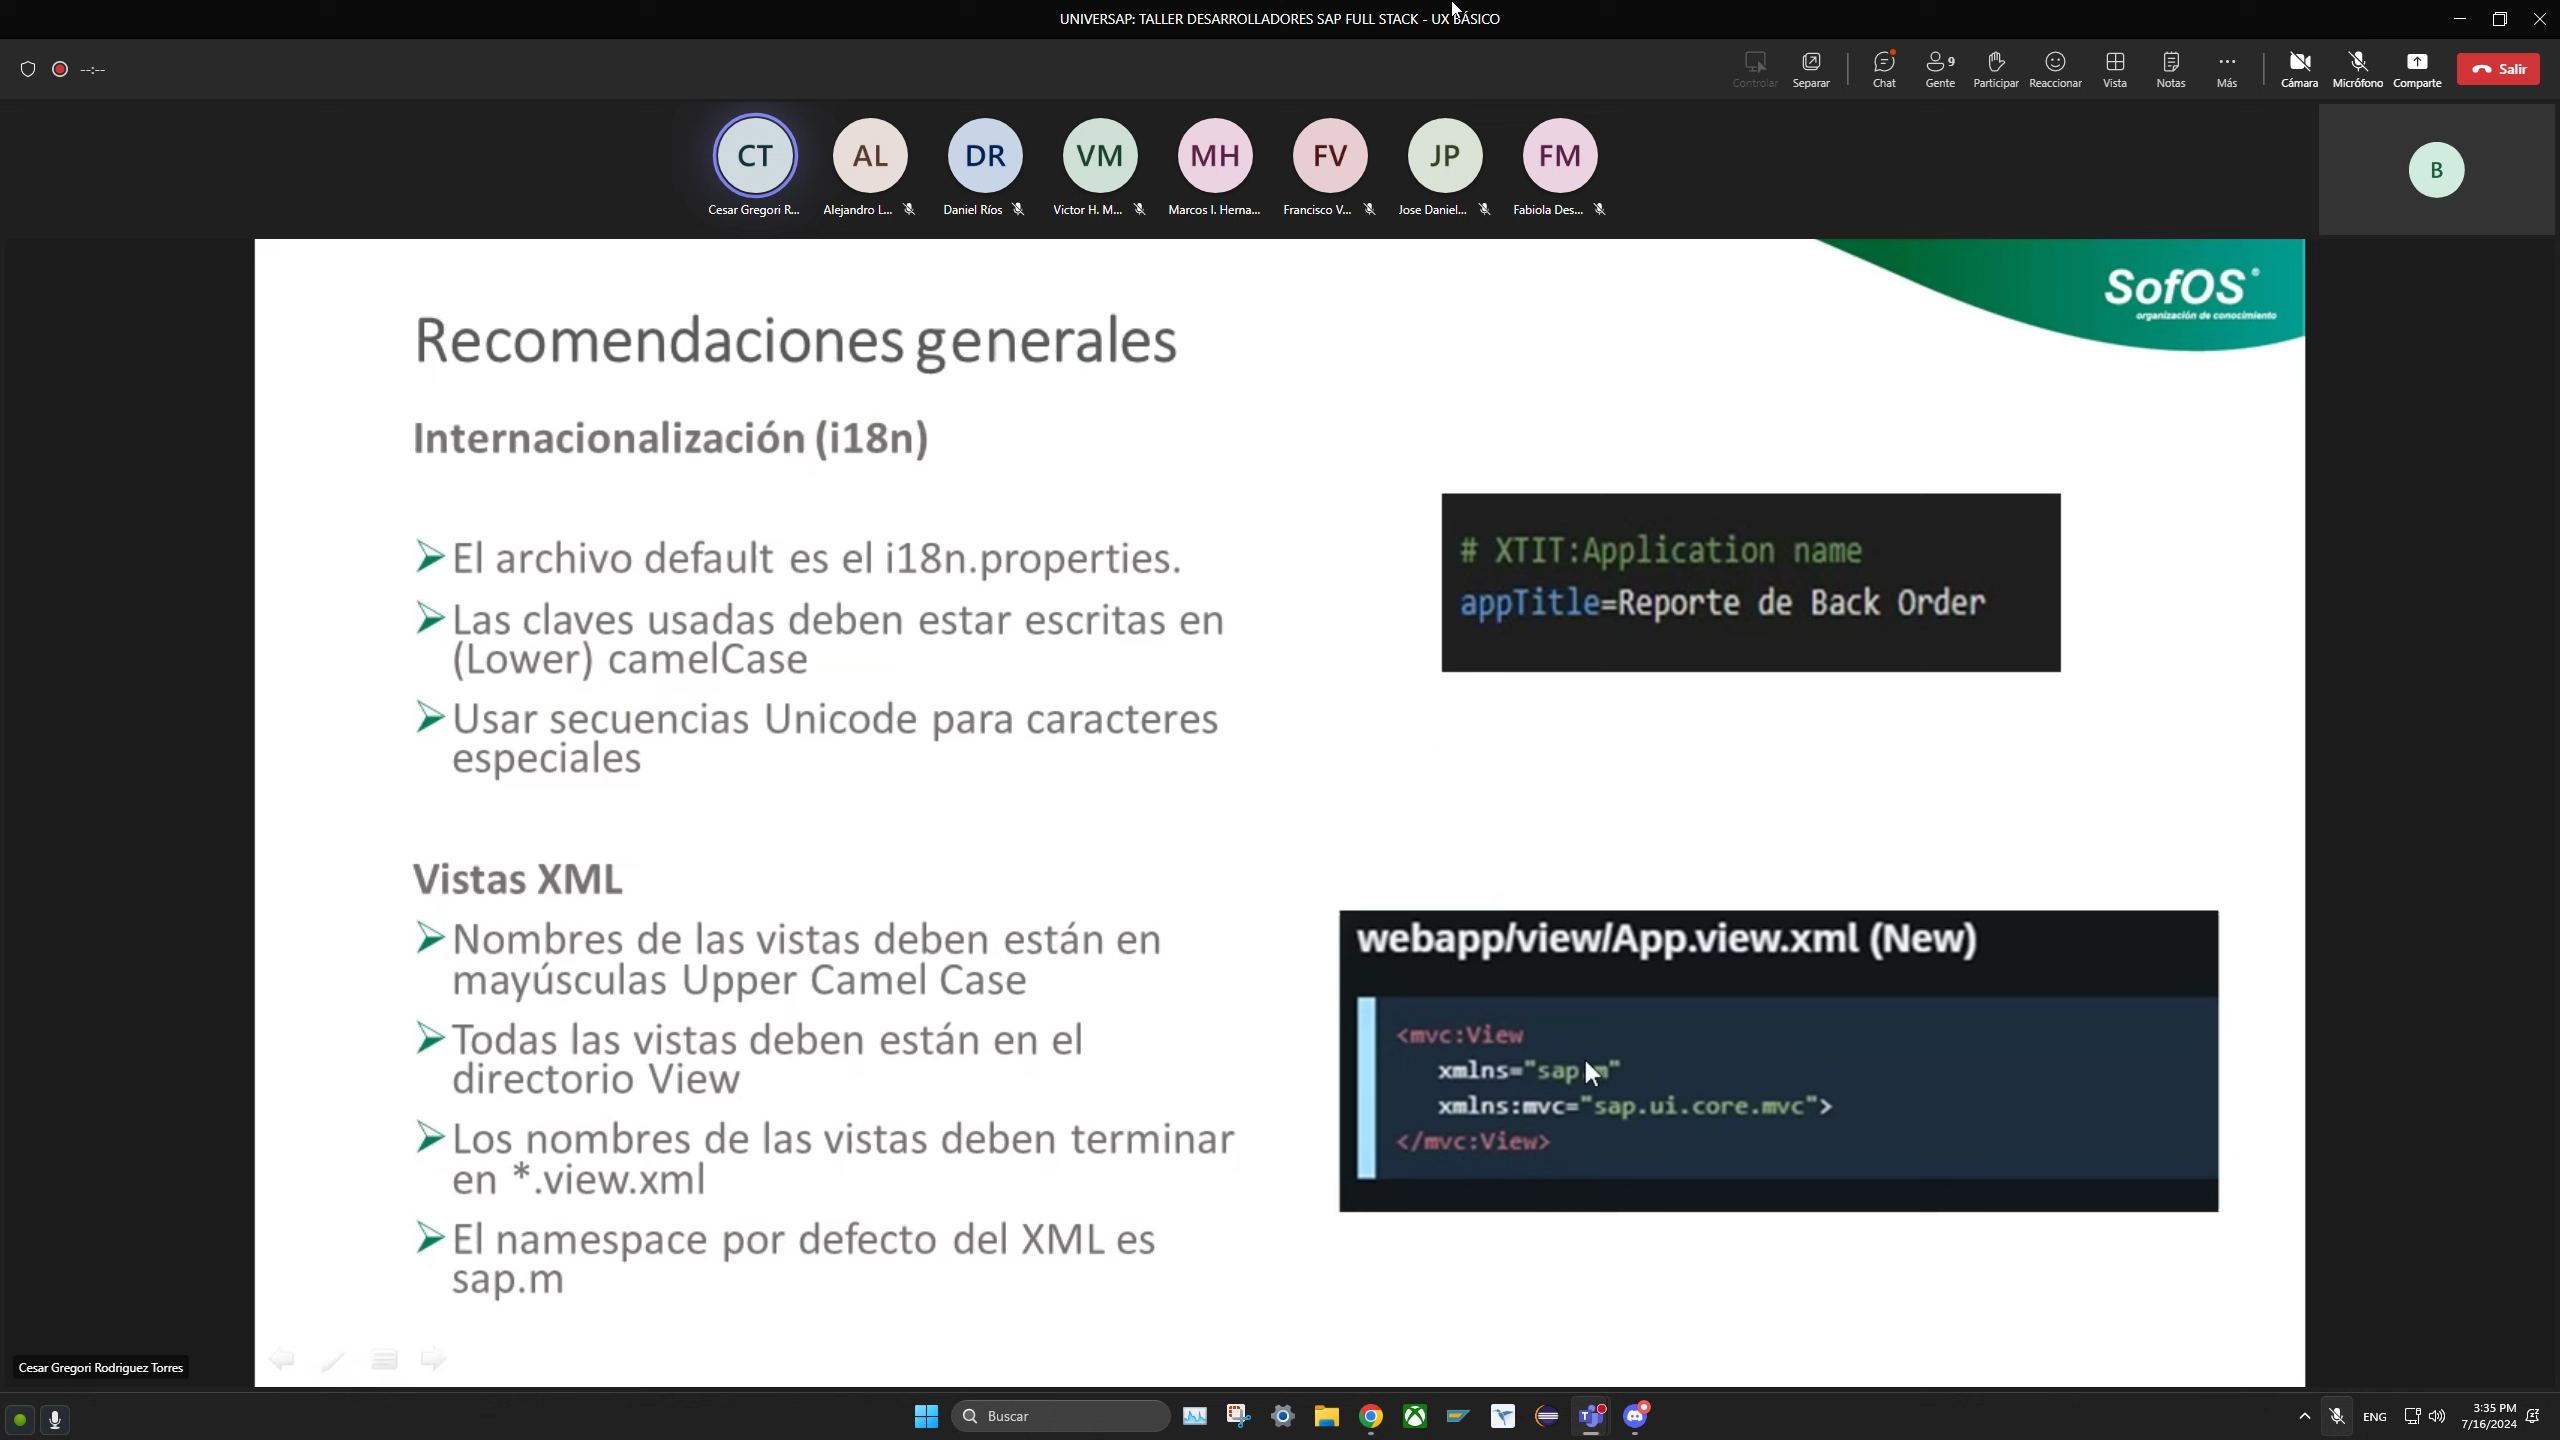 UNIVERSAP: TALLER DESARROLLADORES SAP FULL STACK - UX BÁSICO
--:--
Controlar
Separar
Chat
9
Gente
Participar
Reaccionar
Vista
Notas
Más
Cámara
Micrófono
Comparte
Salir
CT
AL
DR
VM
MH
FV
JP
FM
B
Cesar Gregori R...
Alejandro L...
Daniel Ríos
Victor H. M...
Marcos I. Herna...
Francisco V...
Jose Daniel...
Fabiola Des...
SofOS®
organización de conocimiento
Recomendaciones generales
Internacionalización (i18n)
El archivo default es el i18n.properties.
Las claves usadas deben estar escritas en
(Lower) camelCase
Usar secuencias Unicode para caracteres
especiales
# XTIT:Application name
appTitle=Reporte de Back Order
Vistas XML
Nombres de las vistas deben están en
mayúsculas Upper Camel Case
Todas las vistas deben están en el
directorio View
Los nombres de las vistas deben terminar
en *.view.xml
El namespace por defecto del XML es
sap.m
webapp/view/App.view.xml (New)
<mvc:View
xmlns="sap.m"
xmlns:mvc="sap.ui.core.mvc">
</mvc:View>
Cesar Gregori Rodriguez Torres
Buscar
ENG
3:35 PM
7/16/2024